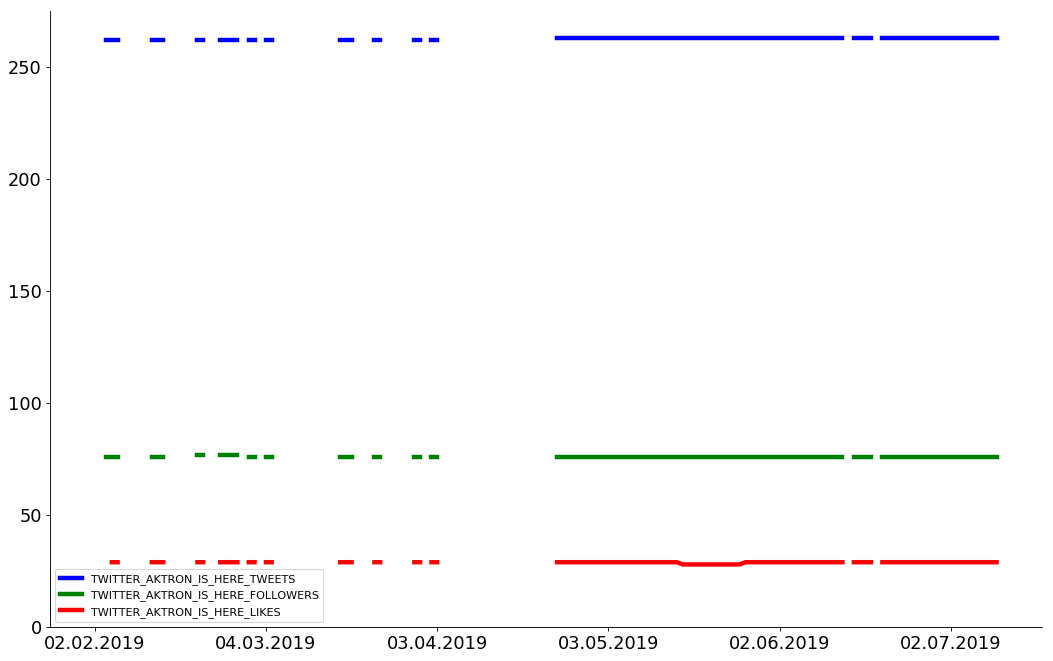 250
200
150
100
50
0
TWITTER_AKTRON_IS_HERE_TWEETS
TWITTER_AKTRON_IS_HERE_FOLLOWERS
TWITTER_AKTRON_IS_HERE_LIKES
02.02.2019 04.03.2019 03.04.2019 03.05.2019 02.06.2019 02.07.2019